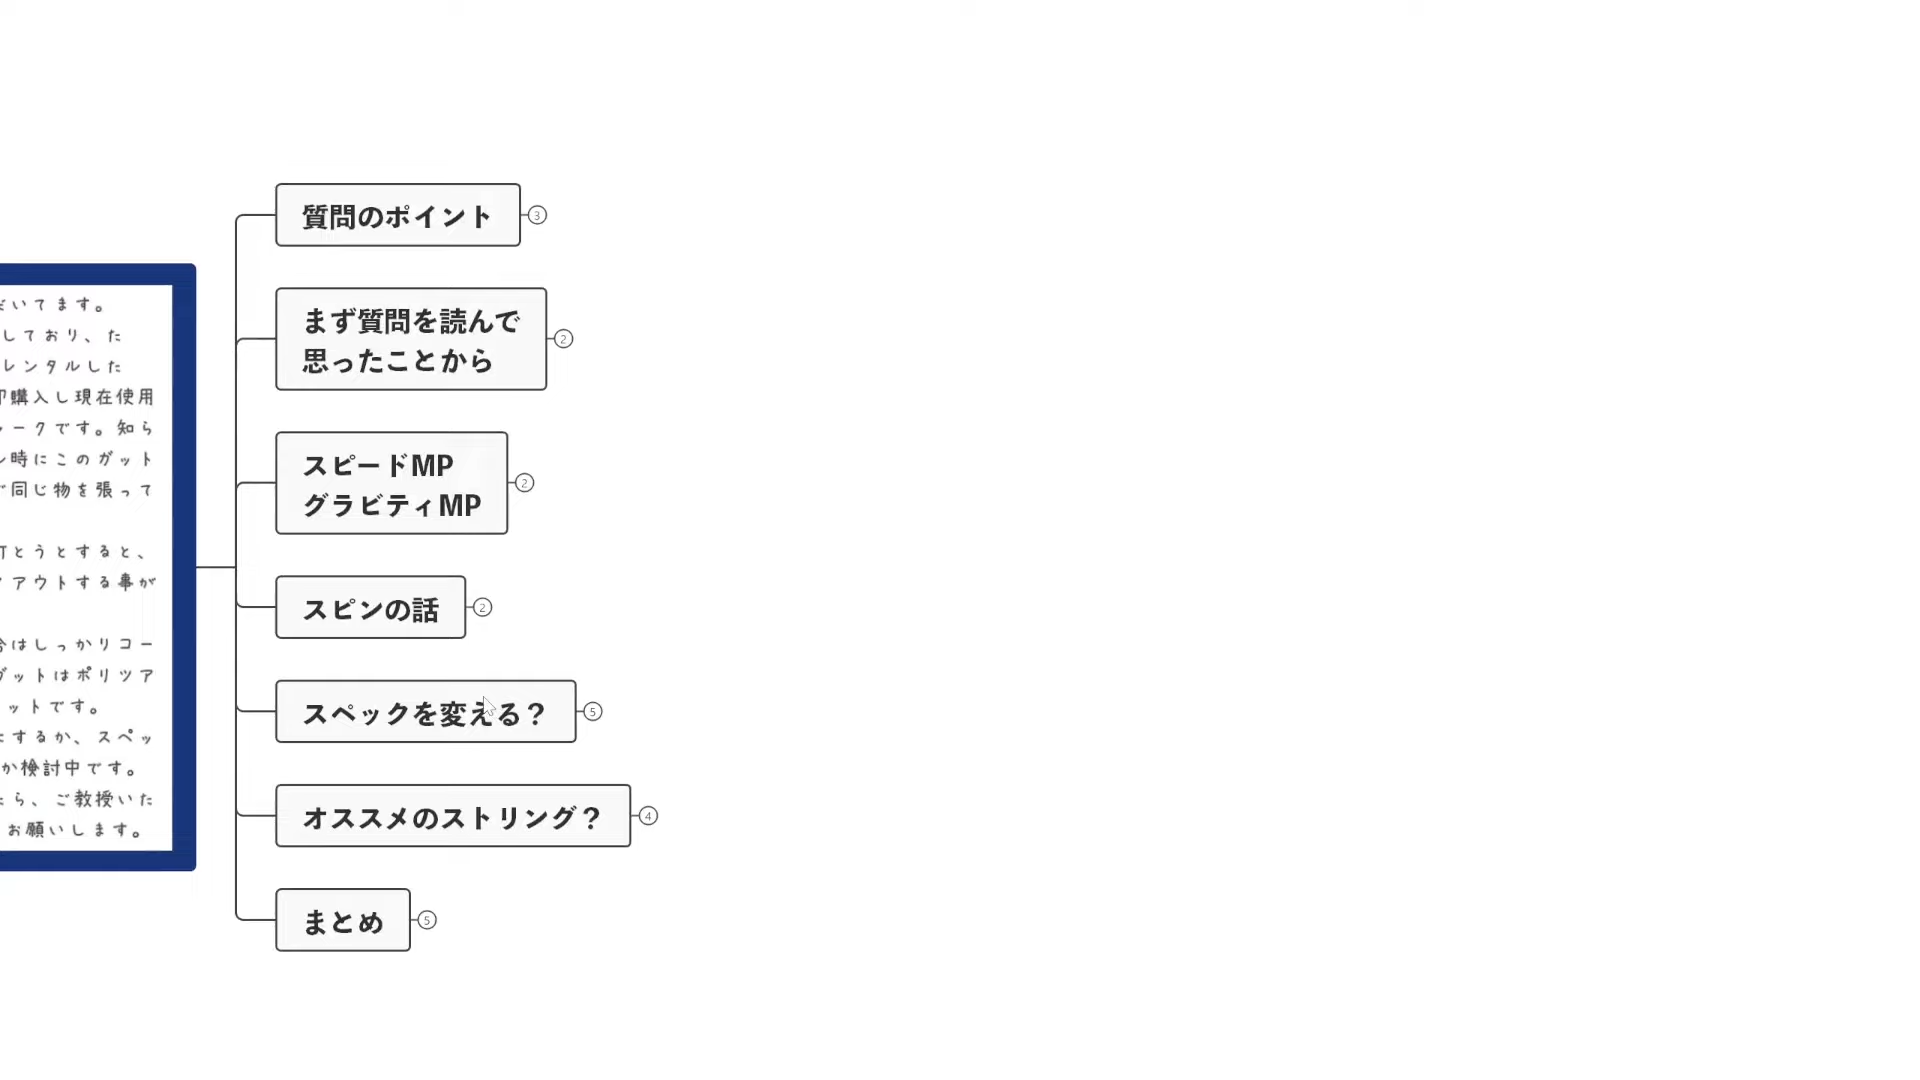 いてます。
しており、た
レンタルした
購入し現在使用
ークです。知ら
時にこのガット
同じ物を張って
打とうとすると、
アウトする事が
はしっかりコー
ガットはポリツア
ットです。
するか、スペッ
か検討中です。
たら、ご教授いた
お願いします。
質問のポイント
3
まず質問を読んで
思ったことから
2
スピードMP
グラビティMP
2
スピンの話
2
スペックを変える？
5
オススメのストリング？
4
まとめ
5